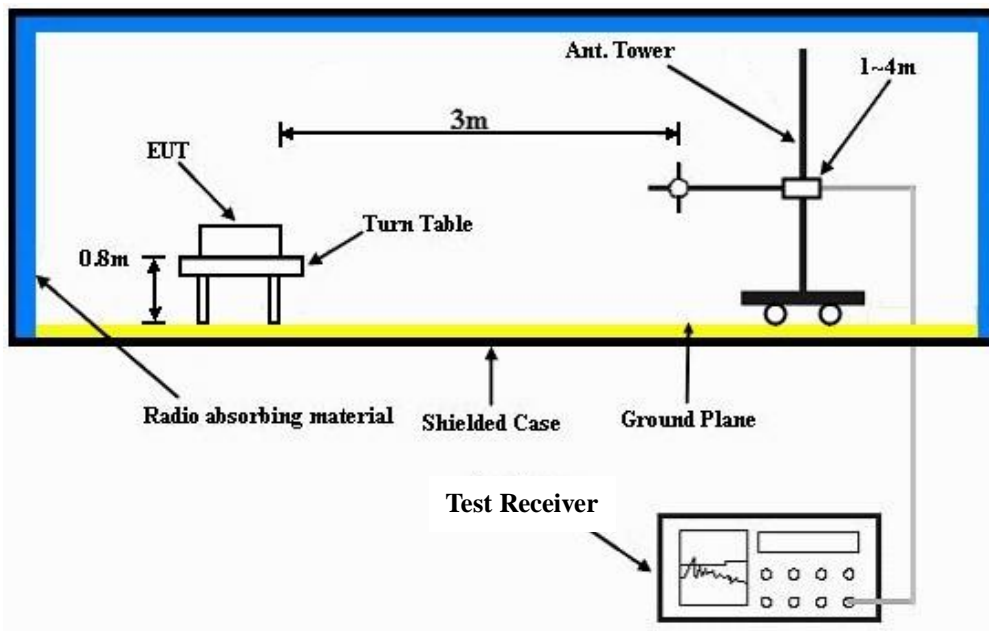 Ant. Tower
1~4m
3m
EUT
Turn Table
0.8m
Radio absorbing material
Shielded Case
Ground Plane
Test Receiver